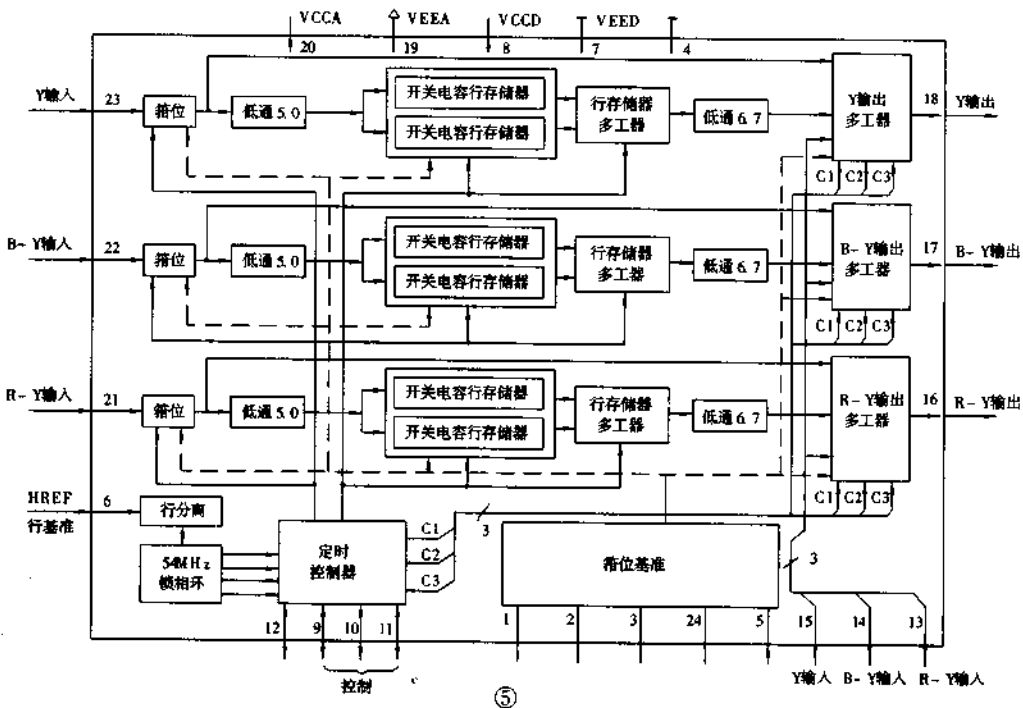 VCCA VEEA VCCD VEED
20 19 8 7 4
Y输入 23 箝位 低通5.0 开关电容行存储器 开关电容行存储器 行存储器多工器 低通6.7 Y输出多工器 18 Y输出
C1 C2 C3
B-Y输入 22 箝位 低通5.0 开关电容行存储器 开关电容行存储器 行存储器多工器 低通6.7 B-Y输出多工器 17 B-Y输出
C1 C2 C3
R-Y输入 21 箝位 低通5.0 开关电容行存储器 开关电容行存储器 行存储器多工器 低通6.7 R-Y输出多工器 16 R-Y输出
C1 C2 C3
HREF
行基准
6
行分离
54MHz
锁相环
定时
控制器
C1
C2
C3
3
箝位基准
3
12 9 10 11
1 2 3 24 5
15 14 13
控制
Y输入 B-Y输入 R-Y输入
⑤